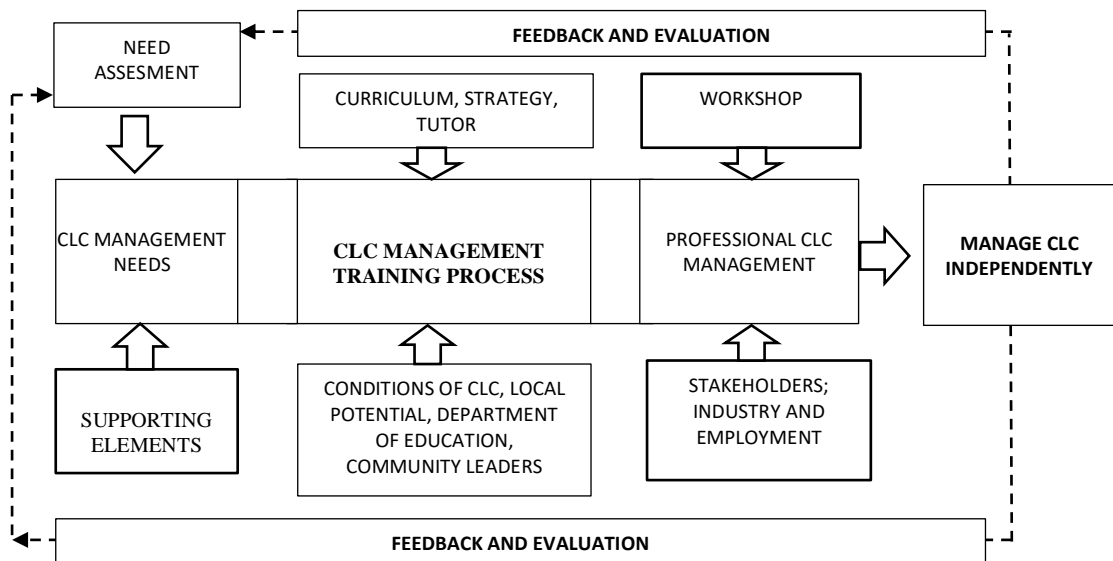 FEEDBACK AND EVALUATION
NEED
ASSESMENT
CURRICULUM, STRATEGY,
TUTOR
WORKSHOP
CLC MANAGEMENT
NEEDS
CLC MANAGEMENT
TRAINING PROCESS
PROFESSIONAL CLC
MANAGEMENT
MANAGE CLC
INDEPENDENTLY
SUPPORTING
ELEMENTS
CONDITIONS OF CLC, LOCAL
POTENTIAL, DEPARTMENT
OF EDUCATION,
COMMUNITY LEADERS
STAKEHOLDERS;
INDUSTRY AND
EMPLOYMENT
FEEDBACK AND EVALUATION